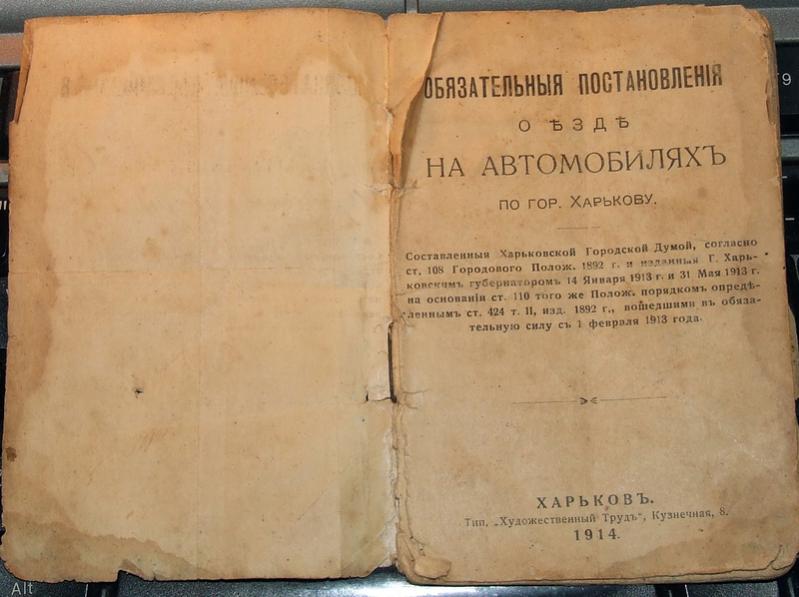 ОБЯЗАТЕЛЬНЫЯ ПОСТАНОВЛЕНІЯ
О ѢЗДѢ
НА АВТОМОБИЛЯХЪ
ПО ГОР. ХАРЬКОВУ.
Составленныя Харьковской Городской Думой, согласно
ст. 108 Городового Полож. 1892 г. и изданныя Г. Харь-
ковскимъ губернаторомъ 14 Января 1913 г. и 31 Мая 1913 г.
на основаніи ст. 110 того же Полож. порядкомъ опредѣ-
леннымъ ст. 424 т. II, изд. 1892 г., вошедшими въ обяза-
тельную силу съ 1 февраля 1913 года.
ХАРЬКОВЪ.
Тип. „Художественный Трудъ“, Кузнечная, 8.
1914.
F9
Alt